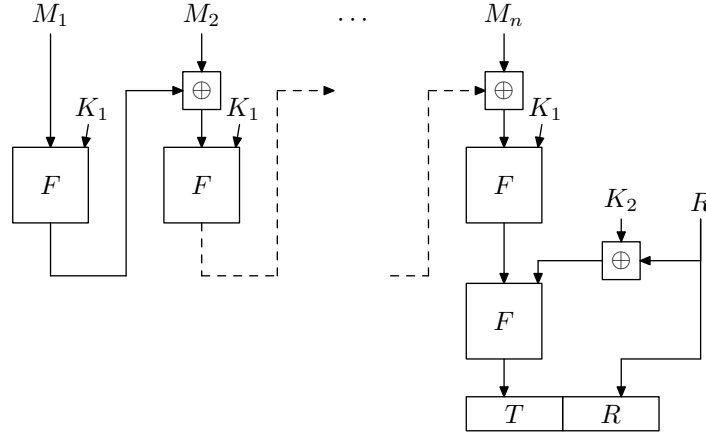 M₁ M₂ … Mₙ
⊕ ⊕
K₁ K₁ K₁
F F F
K₂ R
⊕
F
T R